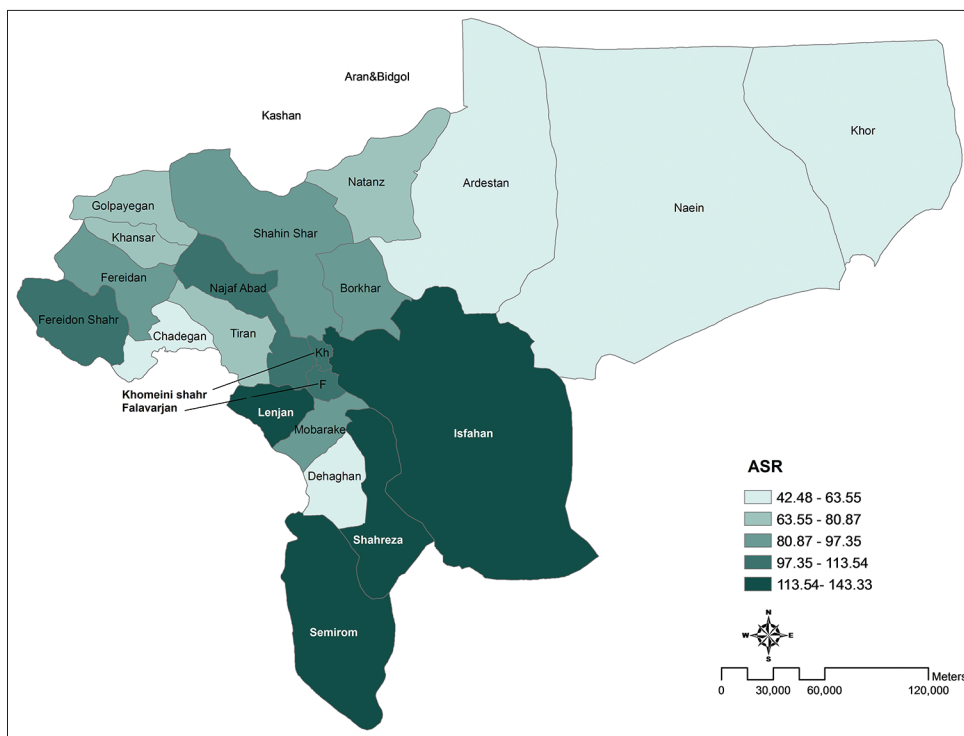 Aran&Bidgol
Kashan
Khor
Natanz
Ardestan
Golpayegan
Naein
Khansar
Shahin Shar
Fereidan
Najaf Abad
Borkhar
Fereidon Shahr
Chadegan
Tiran
Kh
Khomeini shahr
F
Falavarjan
Lenjan
Mobarake
Isfahan
Dehaghan
Shahreza
Semirom
ASR
42.48 - 63.55
63.55 - 80.87
80.87 - 97.35
97.35 - 113.54
113.54- 143.33
N
W E
S
Meters
0 30,000 60,000 120,000